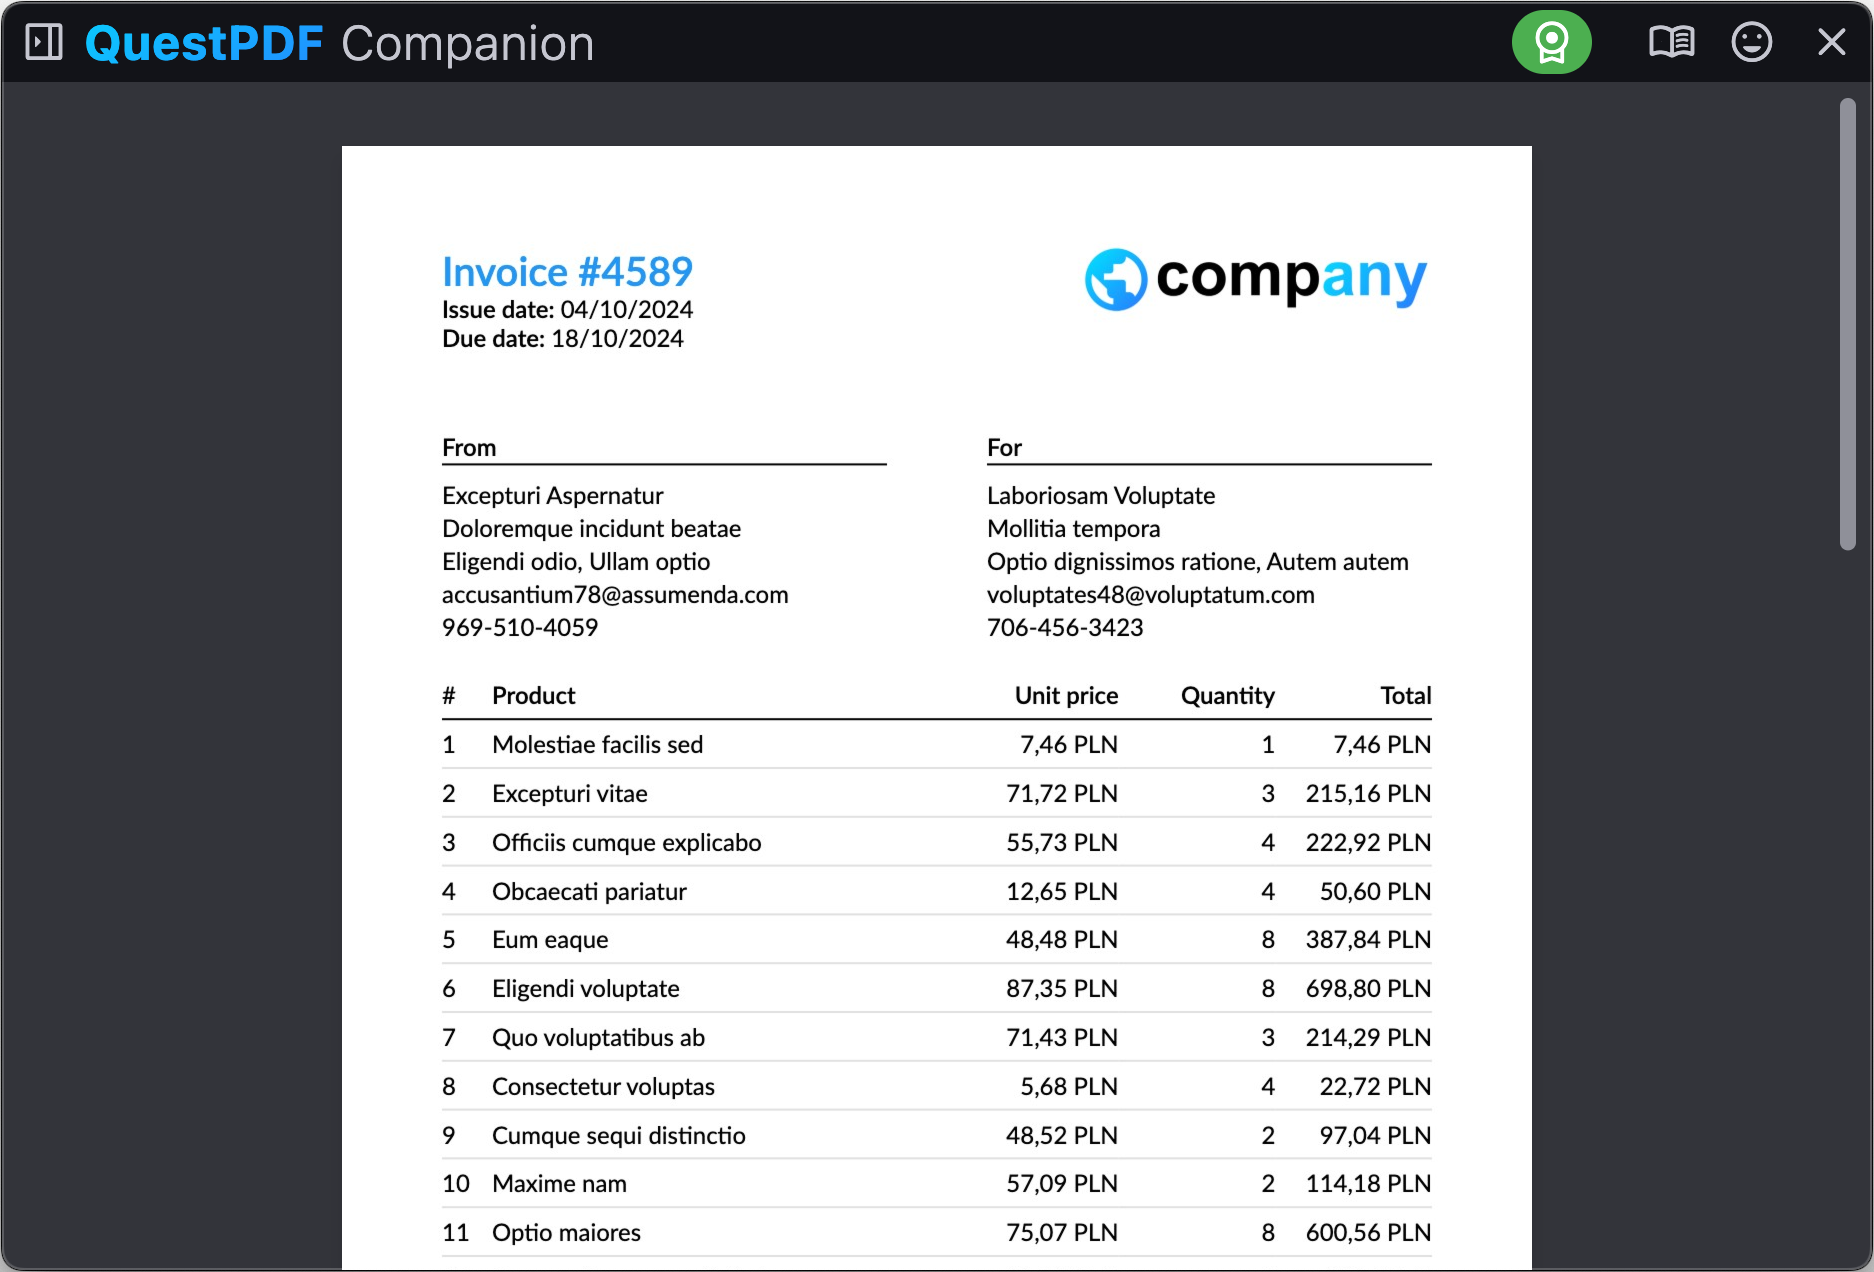 QuestPDF Companion
Invoice #4589
company
Issue date: 04/10/2024
Due date: 18/10/2024
From
Excepturi Aspernatur
Doloremque incidunt beatae
Eligendi odio, Ullam optio
accusantium78@assumenda.com
969-510-4059
For
Laboriosam Voluptate
Mollitia tempora
Optio dignissimos ratione, Autem autem
voluptates48@voluptatum.com
706-456-3423
# Product Unit price Quantity Total
1 Molestiae facilis sed 7,46 PLN 1 7,46 PLN
2 Excepturi vitae 71,72 PLN 3 215,16 PLN
3 Officiis cumque explicabo 55,73 PLN 4 222,92 PLN
4 Obcaecati pariatur 12,65 PLN 4 50,60 PLN
5 Eum eaque 48,48 PLN 8 387,84 PLN
6 Eligendi voluptate 87,35 PLN 8 698,80 PLN
7 Quo voluptatibus ab 71,43 PLN 3 214,29 PLN
8 Consectetur voluptas 5,68 PLN 4 22,72 PLN
9 Cumque sequi distinctio 48,52 PLN 2 97,04 PLN
10 Maxime nam 57,09 PLN 2 114,18 PLN
11 Optio maiores 75,07 PLN 8 600,56 PLN